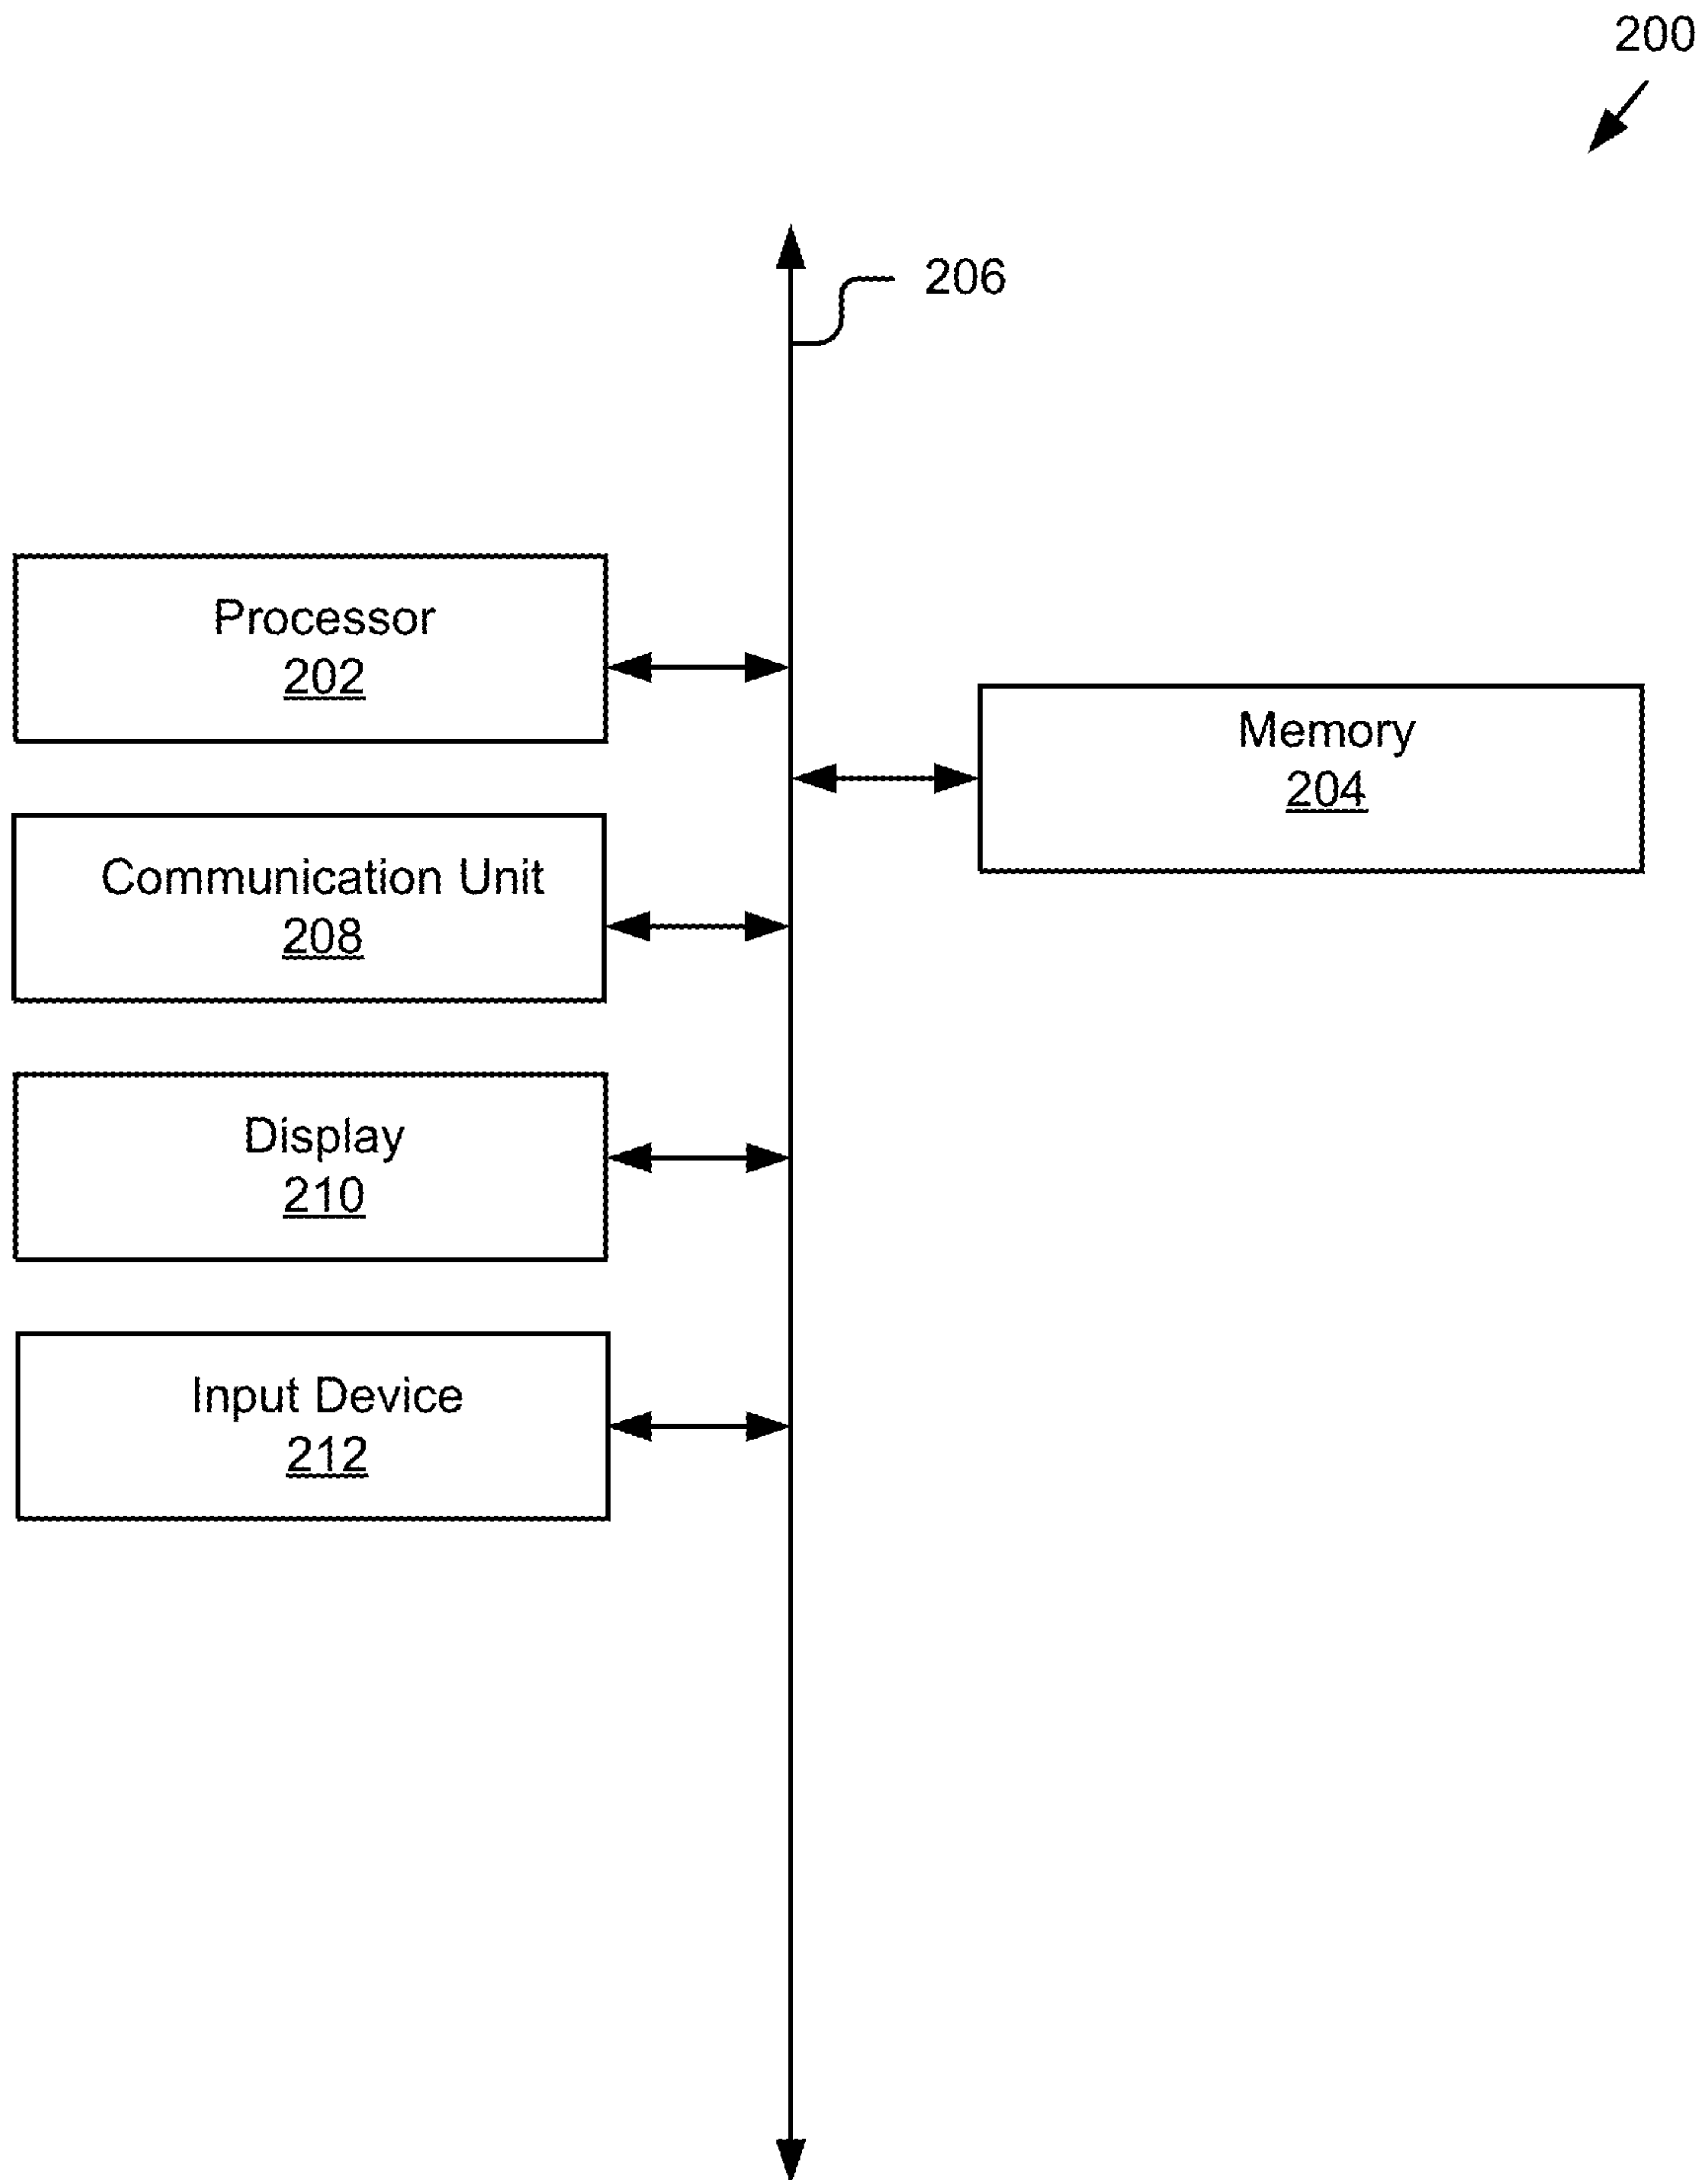 200
206
Processor
202
Memory
204
Communication Unit
208
Display
210
Input Device
212